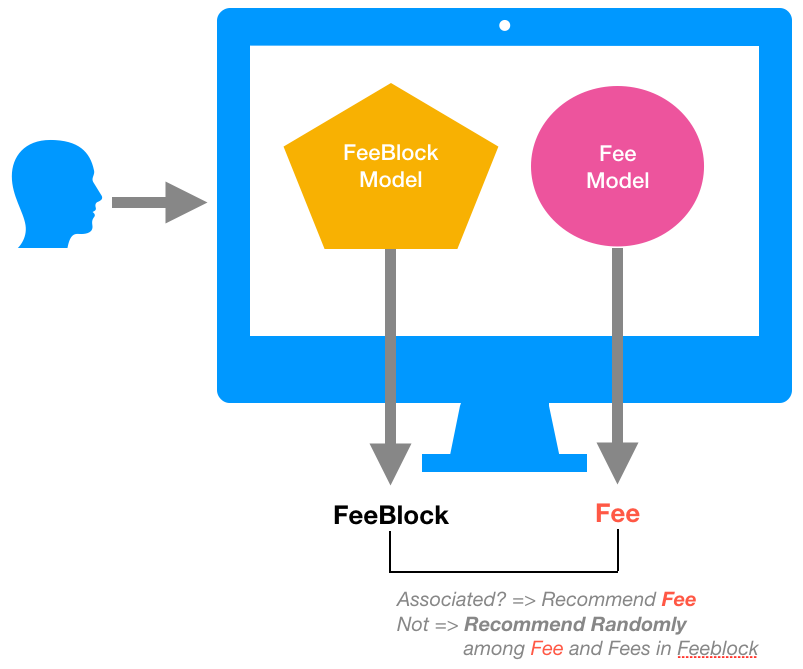 FeeBlock
Model
Fee
Model
FeeBlock
Fee
Associated? => Recommend Fee
Not => Recommend Randomly
among Fee and Fees in Feeblock